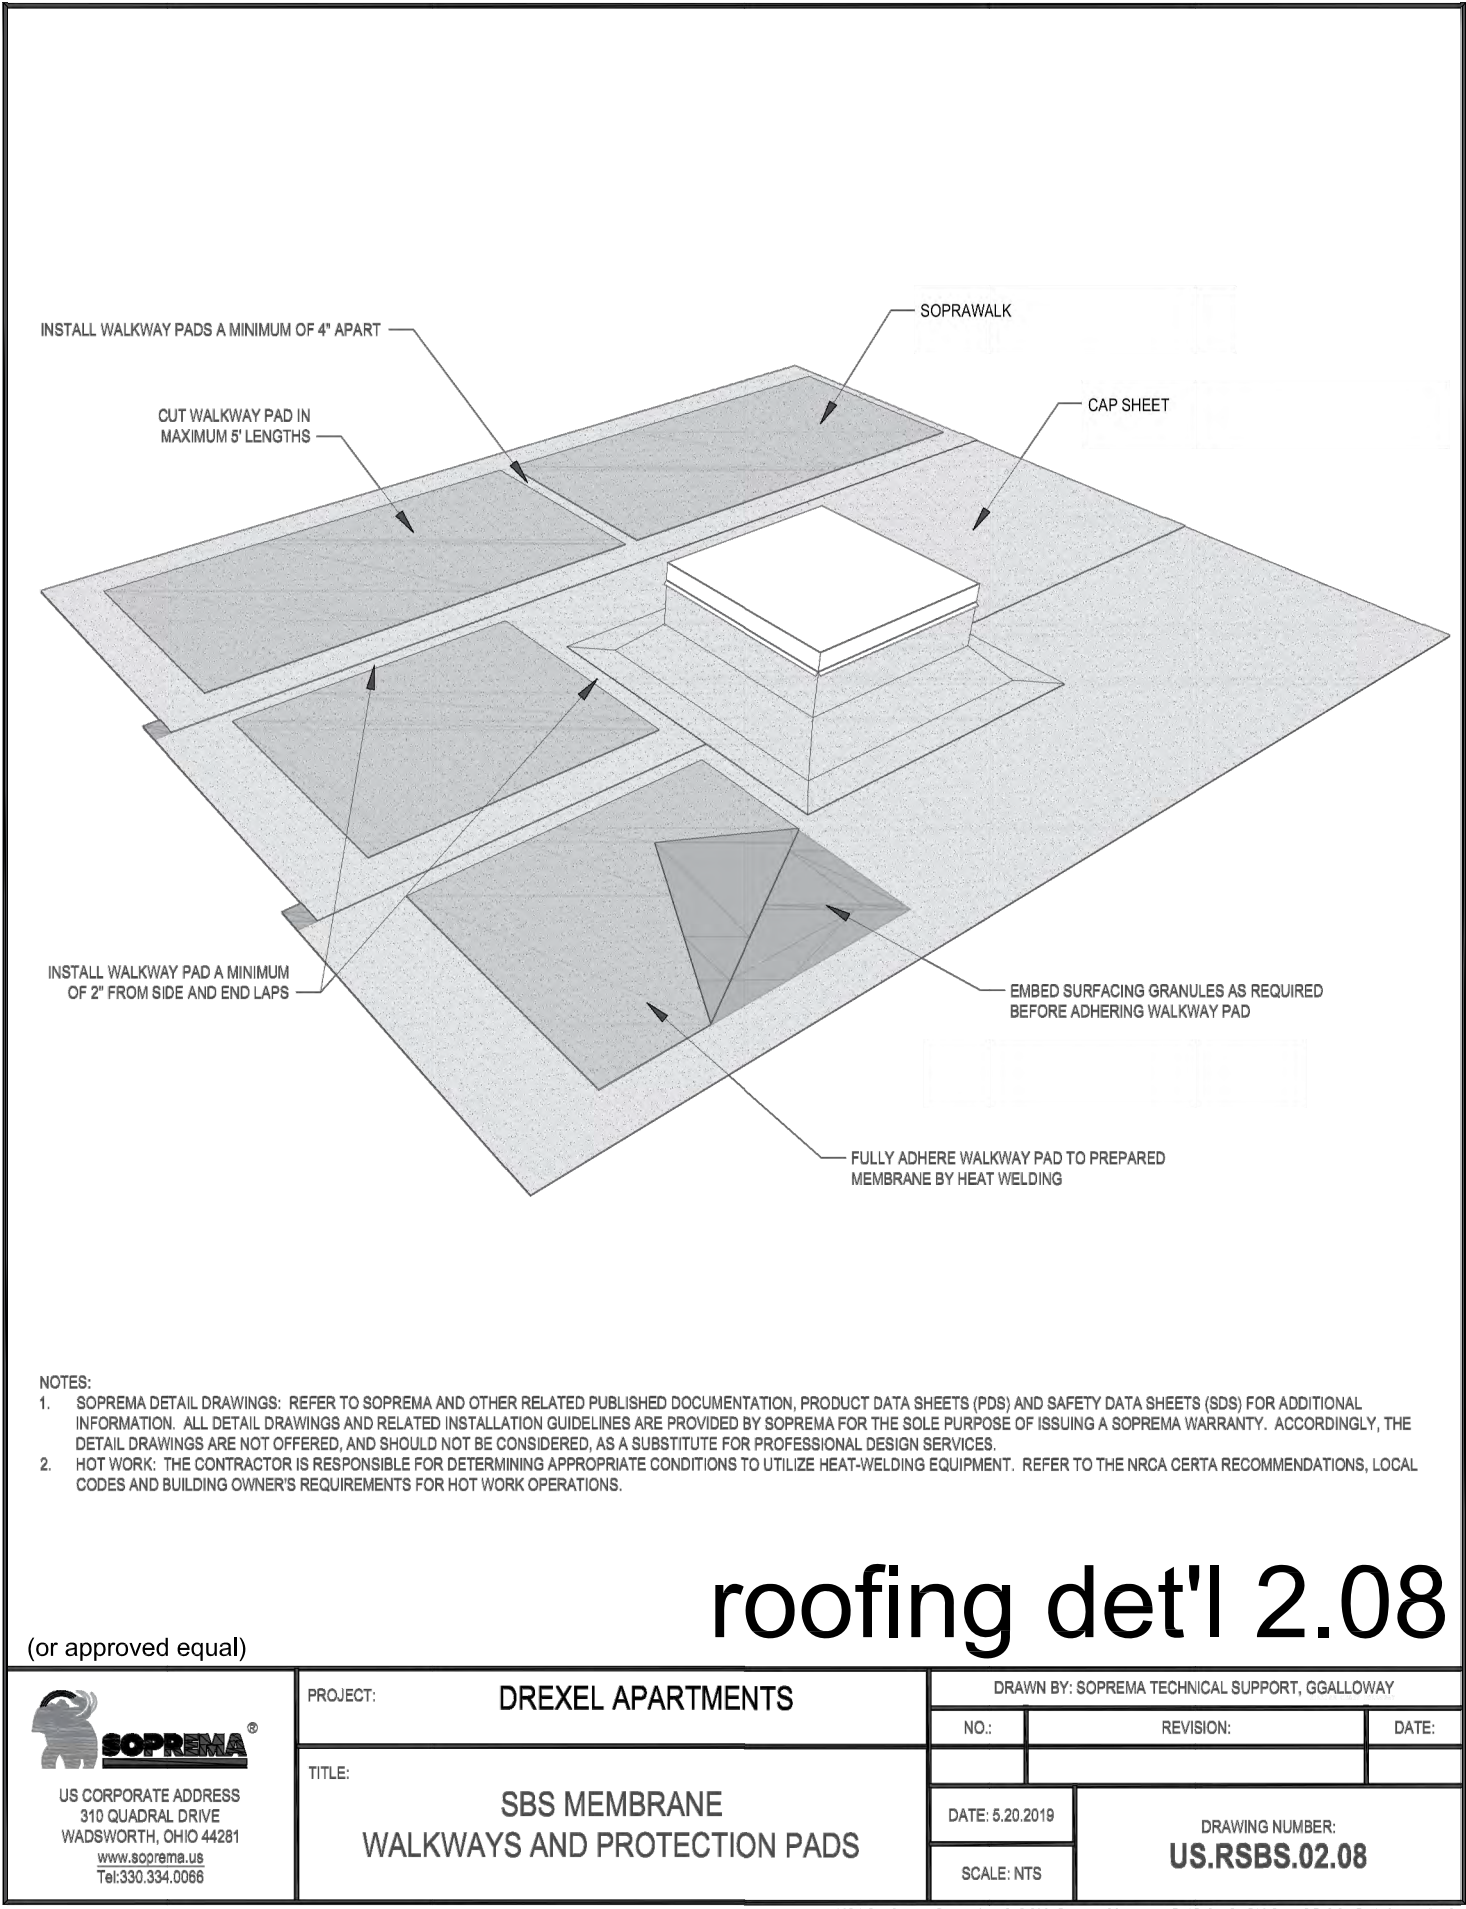 SOPRAWALK
INSTALL WALKWAY PADS A MINIMUM OF 4" APART
CAP SHEET
CUT WALKWAY PAD IN
MAXIMUM 5' LENGTHS
INSTALL WALKWAY PAD A MINIMUM
OF 2" FROM SIDE AND END LAPS
EMBED SURFACING GRANULES AS REQUIRED
BEFORE ADHERING WALKWAY PAD
FULLY ADHERE WALKWAY PAD TO PREPARED
MEMBRANE BY HEAT WELDING
NOTES:
1. SOPREMA DETAIL DRAWINGS: REFER TO SOPREMA AND OTHER RELATED PUBLISHED DOCUMENTATION, PRODUCT DATA SHEETS (PDS) AND SAFETY DATA SHEETS (SDS) FOR ADDITIONAL
INFORMATION. ALL DETAIL DRAWINGS AND RELATED INSTALLATION GUIDELINES ARE PROVIDED BY SOPREMA FOR THE SOLE PURPOSE OF ISSUING A SOPREMA WARRANTY. ACCORDINGLY, THE
DETAIL DRAWINGS ARE NOT OFFERED, AND SHOULD NOT BE CONSIDERED, AS A SUBSTITUTE FOR PROFESSIONAL DESIGN SERVICES.
2. HOT WORK: THE CONTRACTOR IS RESPONSIBLE FOR DETERMINING APPROPRIATE CONDITIONS TO UTILIZE HEAT-WELDING EQUIPMENT. REFER TO THE NRCA CERTA RECOMMENDATIONS, LOCAL
CODES AND BUILDING OWNER'S REQUIREMENTS FOR HOT WORK OPERATIONS.
roofing det'l 2.08
(or approved equal)
SOPREMA ®
US CORPORATE ADDRESS
310 QUADRAL DRIVE
WADSWORTH, OHIO 44281
www.soprema.us
Tel:330.334.0066
PROJECT: DREXEL APARTMENTS
TITLE:
SBS MEMBRANE
WALKWAYS AND PROTECTION PADS
DRAWN BY: SOPREMA TECHNICAL SUPPORT, GGALLOWAY
NO.: REVISION: DATE:
DATE: 5.20.2019
SCALE: NTS
DRAWING NUMBER:
US.RSBS.02.08